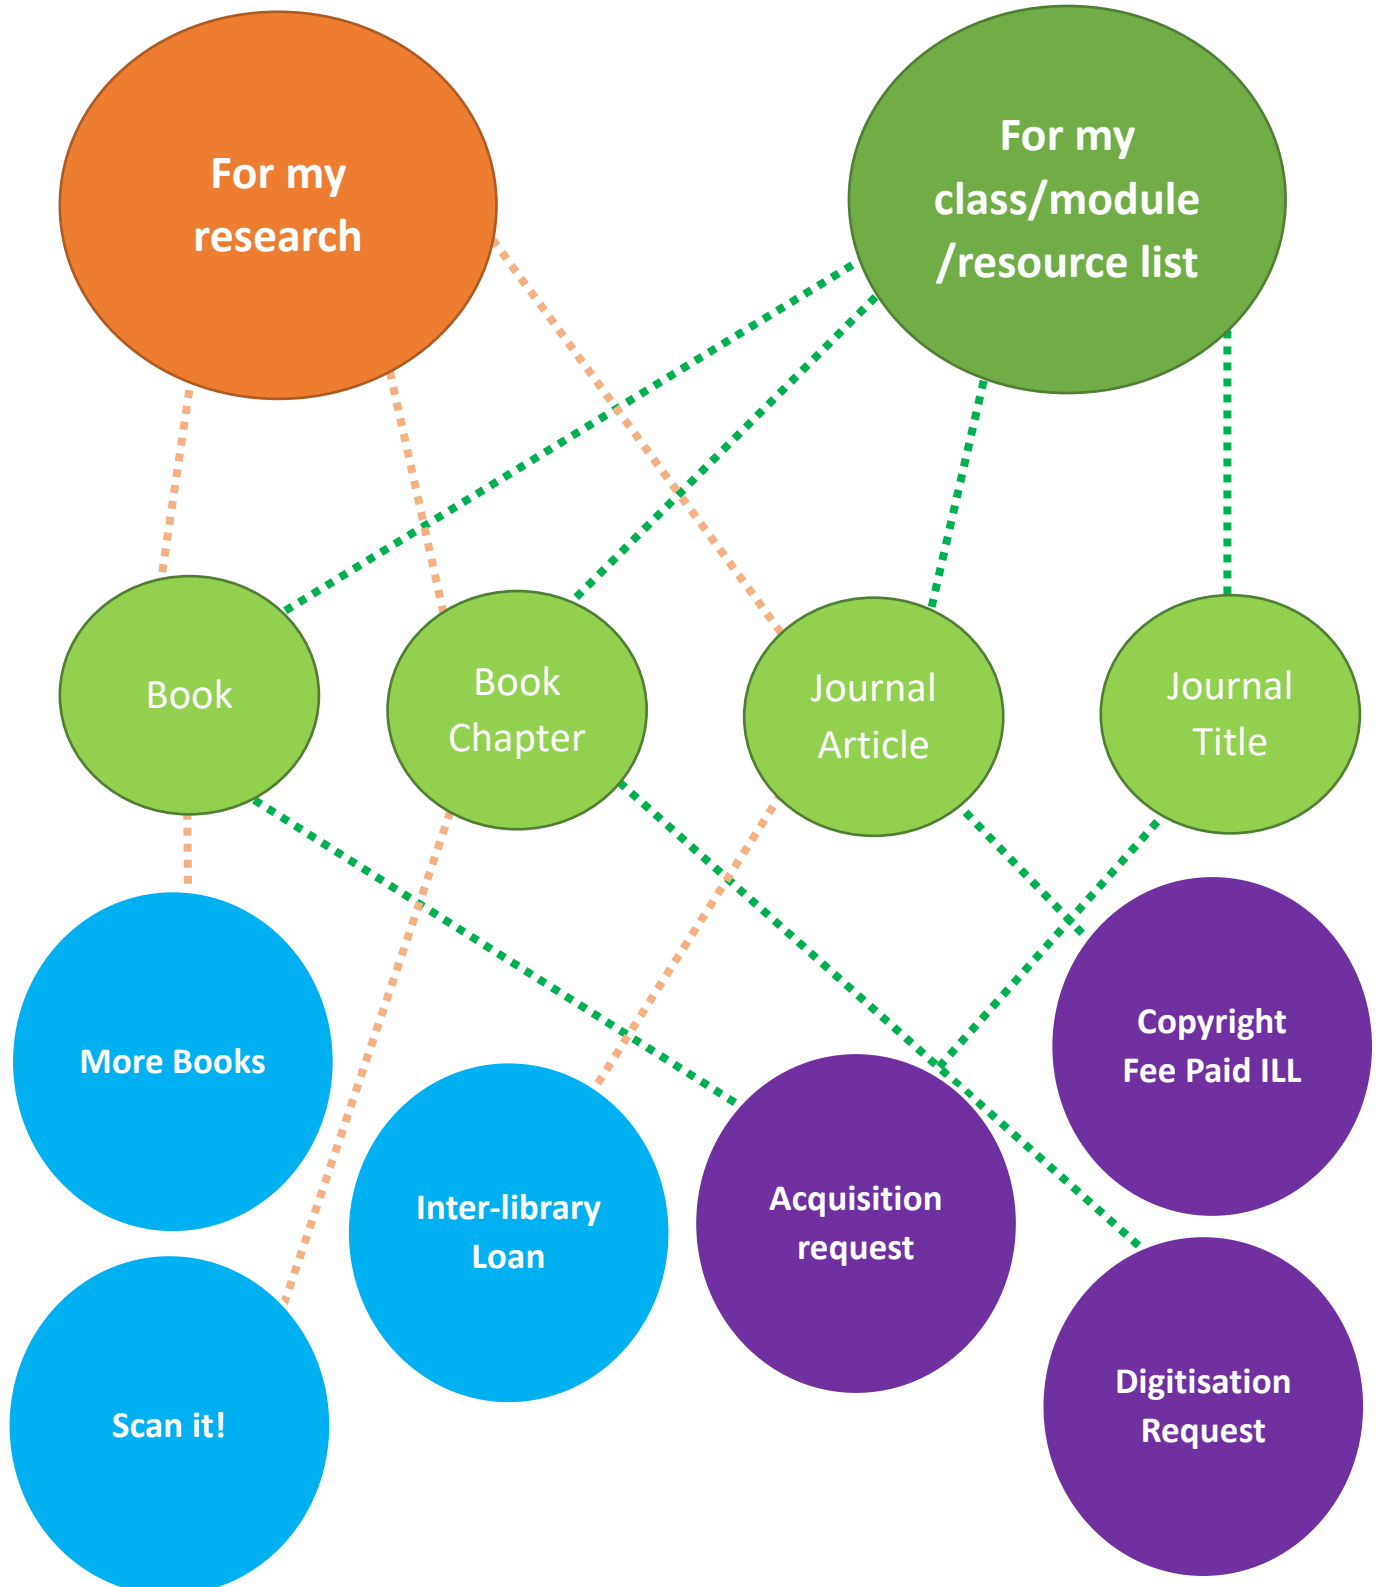 For my
research
For my
class/module
/resource list
Book
Book
Chapter
Journal
Article
Journal
Title
More Books
Copyright
Fee Paid ILL
Inter-library
Loan
Acquisition
request
Scan it!
Digitisation
Request